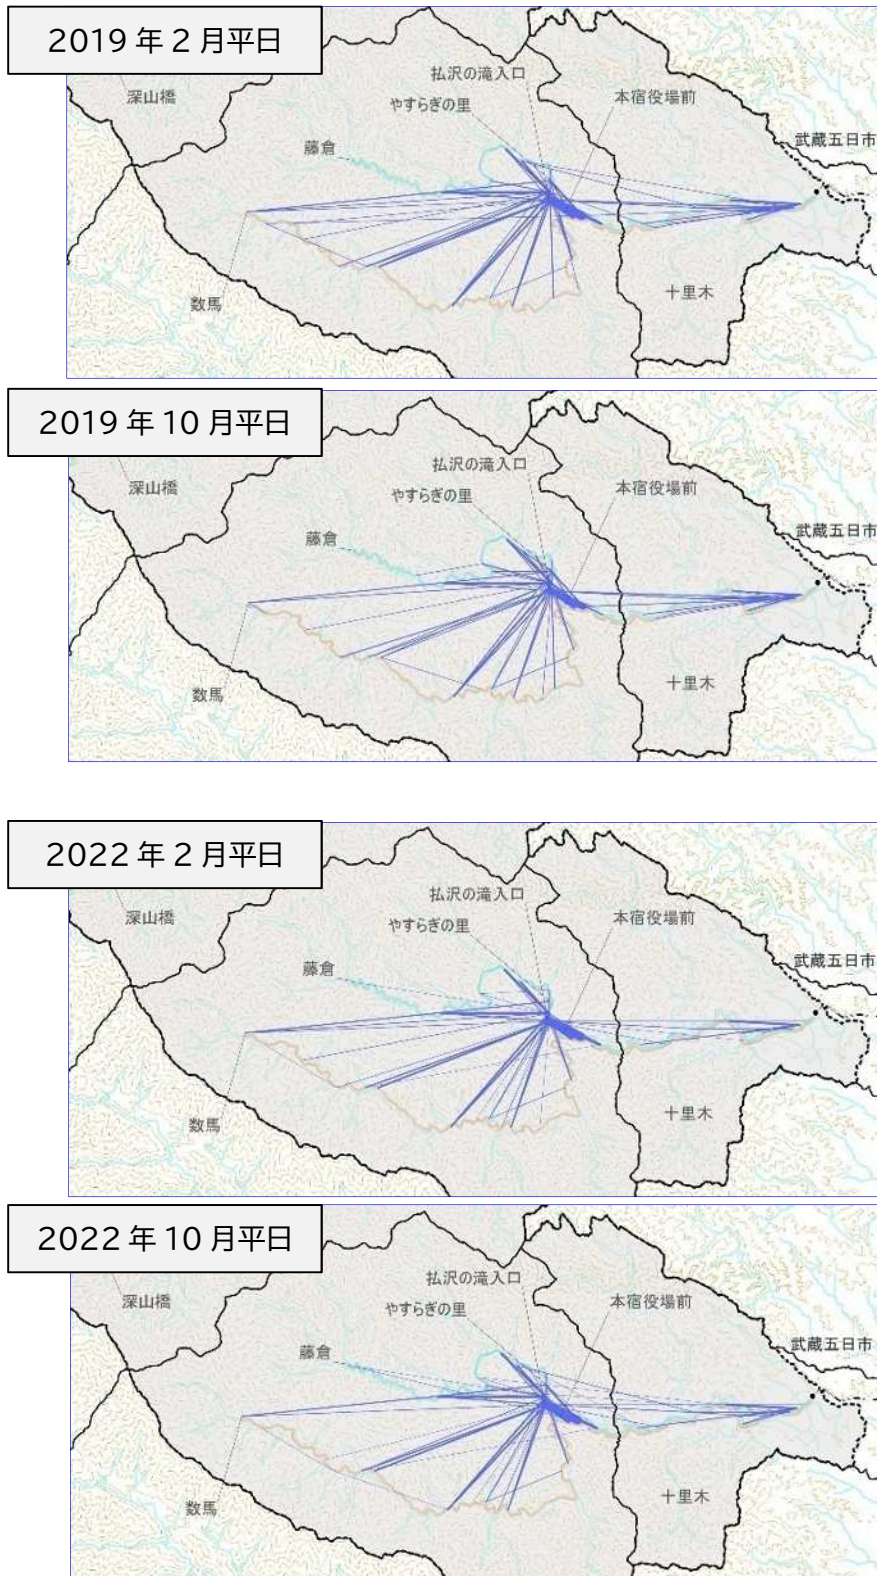 2019年2月平日
払沢の滝入口
深山橋
やすらぎの里
本宿役場前
武蔵五日市
藤倉
数馬
十里木
2019年10月平日
払沢の滝入口
深山橋
やすらぎの里
本宿役場前
武蔵五日市
藤倉
数馬
十里木
2022年2月平日
払沢の滝入口
深山橋
やすらぎの里
本宿役場前
武蔵五日市
藤倉
数馬
十里木
2022年10月平日
払沢の滝入口
深山橋
やすらぎの里
本宿役場前
武蔵五日市
藤倉
数馬
十里木